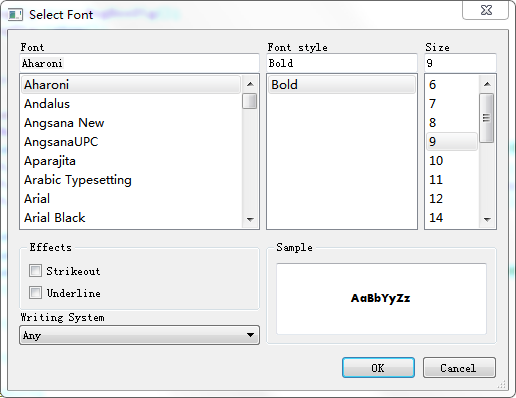 Select Font
Font
Font style
Size
Aharoni
Bold
9
Aharoni
Bold
6
Andalus
7
Angsana New
8
AngsanaUPC
9
Aparajita
10
Arabic Typesetting
11
Arial
12
Arial Black
14
Effects
Sample
Strikeout
Underline
AaBbYyZz
Writing System
Any
OK
Cancel